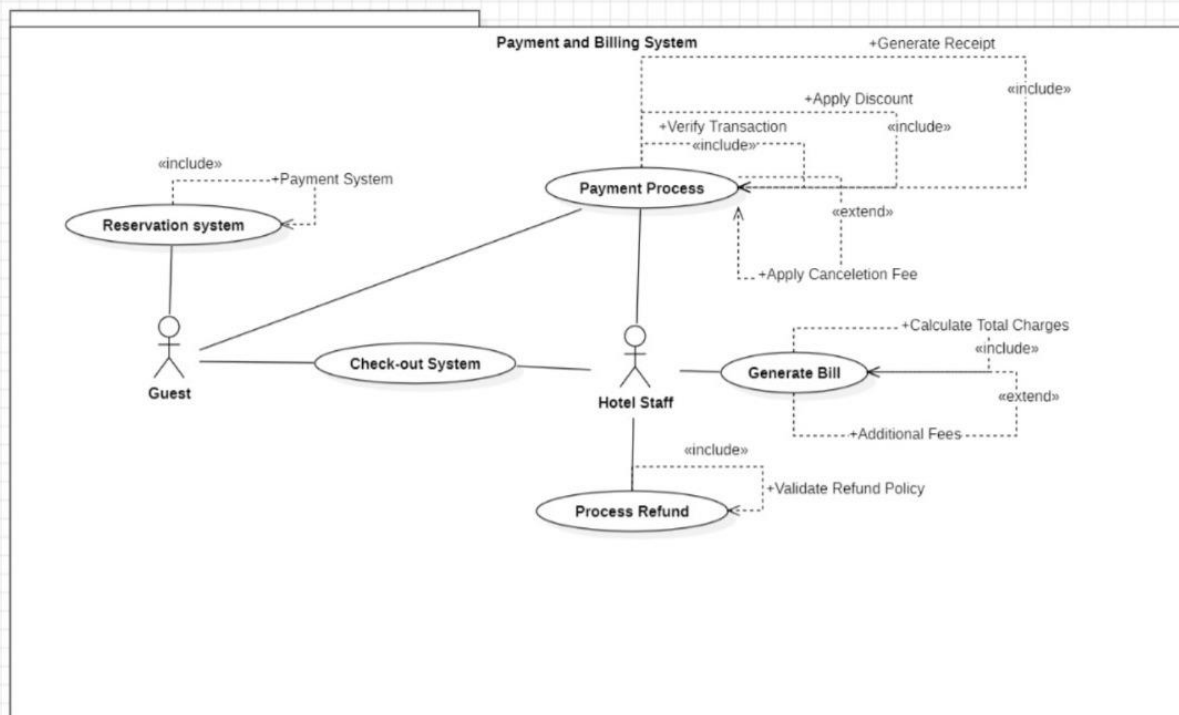 Payment and Billing System
+Generate Receipt
«include»
+Apply Discount
«include»
+Verify Transaction
«include»
«include»
+Payment System
Payment Process
Reservation system
«extend»
+Apply Canceletion Fee
+Calculate Total Charges
«include»
Check-out System
Generate Bill
Guest
Hotel Staff
«extend»
+Additional Fees
«include»
+Validate Refund Policy
Process Refund